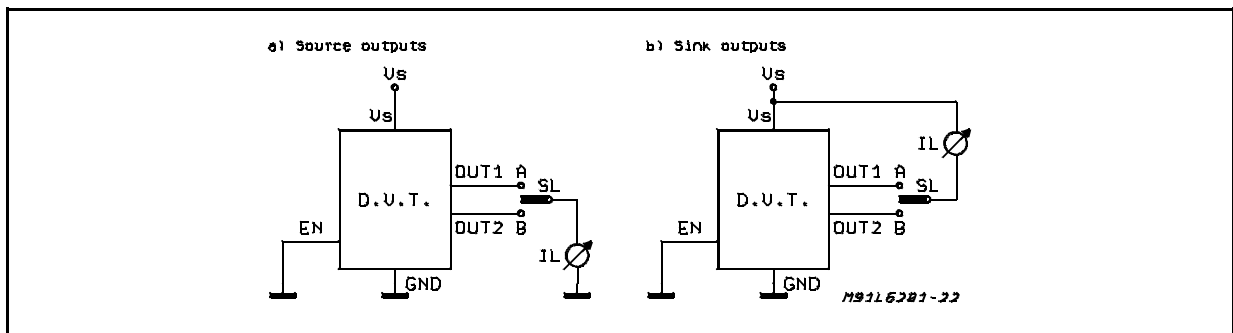 a) Source outputs
Vs
Vs
OUT1 A
SL
D.U.T.
EN
OUT2 B
IL
GND
b) Sink outputs
Vs
Vs
IL
OUT1 A
SL
D.U.T.
EN
OUT2 B
GND
M91L6201-22